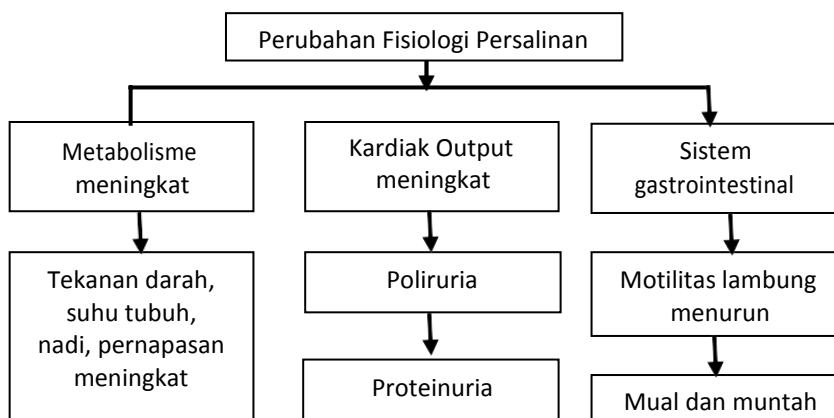 Perubahan Fisiologi Persalinan
Metabolisme
meningkat
Kardiak Output
meningkat
Sistem
gastrointestinal
Tekanan darah,
suhu tubuh,
nadi, pernapasan
meningkat
Poliruria
Proteinuria
Motilitas lambung
menurun
Mual dan muntah